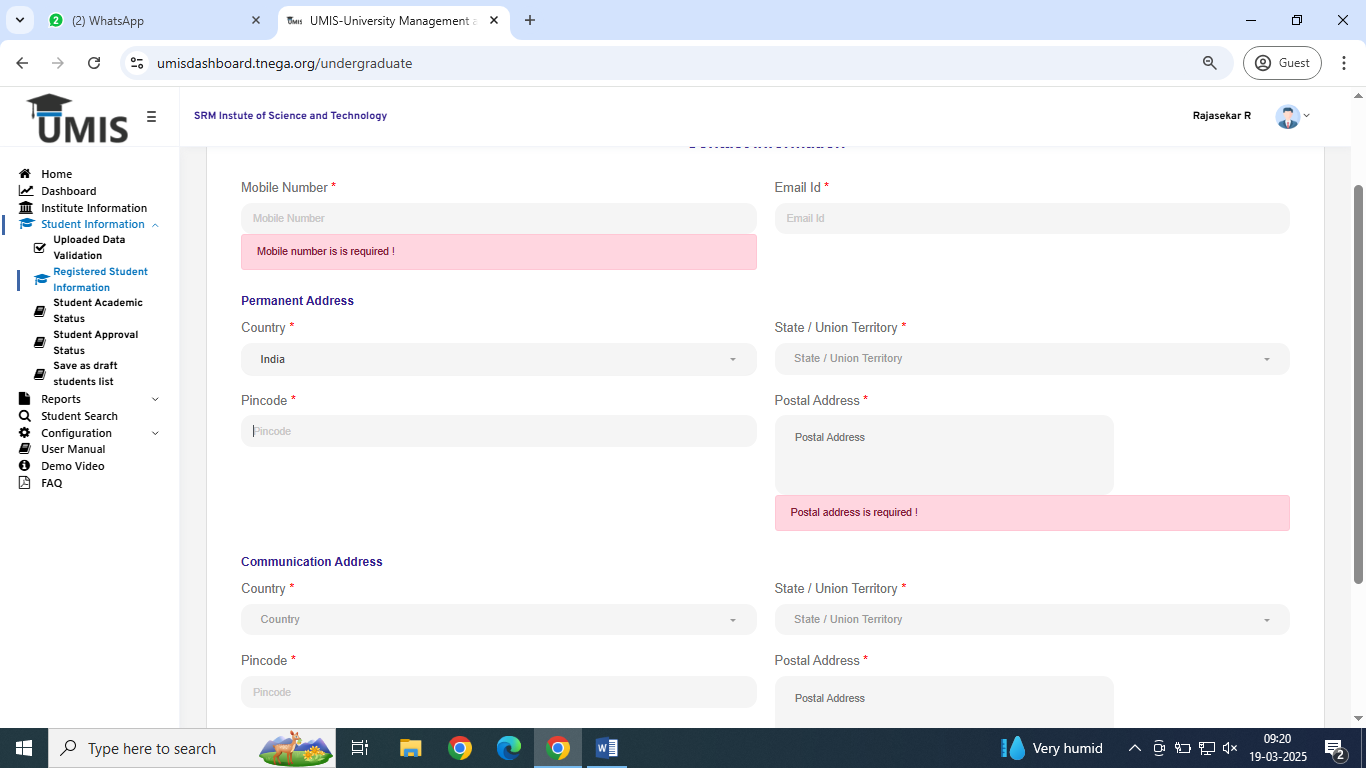 (2) WhatsApp
UMIS-University Management a
umisdashboard.tnega.org/undergraduate
Guest
UMIS
SRM Instute of Science and Technology
Rajasekar R
Home
Dashboard
Institute Information
Student Information
Uploaded Data
Validation
Registered Student
Information
Student Academic
Status
Student Approval
Status
Save as draft
students list
Reports
Student Search
Configuration
User Manual
Demo Video
FAQ
Contact Information
Mobile Number *
Email Id *
Mobile Number
Email Id
Mobile number is is required !
Permanent Address
Country *
State / Union Territory *
India
State / Union Territory
Pincode *
Postal Address *
Pincode
Postal Address
Postal address is required !
Communication Address
Country *
State / Union Territory *
Country
State / Union Territory
Pincode *
Postal Address *
Pincode
Postal Address
Type here to search
Very humid
09:20
19-03-2025
2